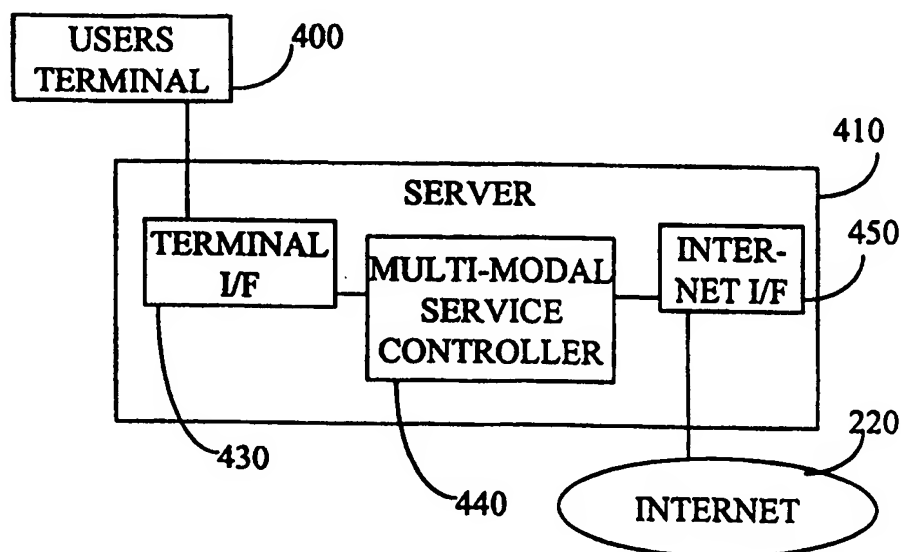 USERS
TERMINAL
400
410
SERVER
TERMINAL
I/F
MULTI-MODAL
SERVICE
CONTROLLER
INTER-
NET I/F
450
430
440
220
INTERNET